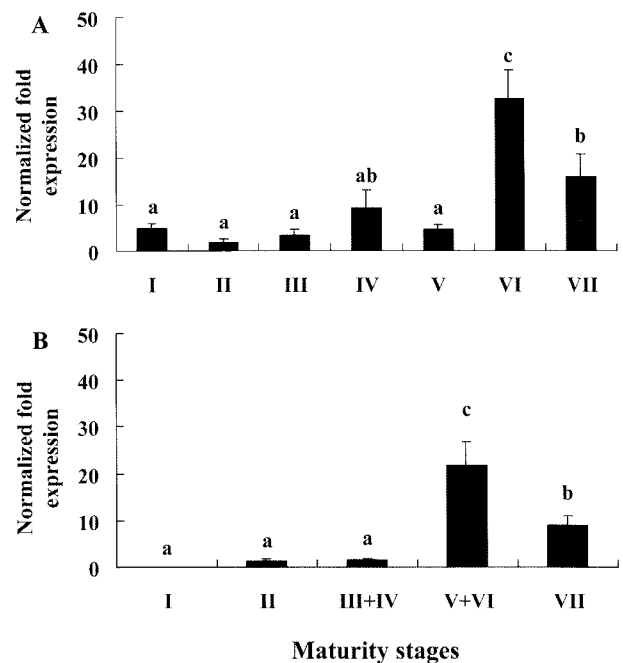 A
Normalized fold
expression
50
40
30
20
10
0
a
a
a
ab
a
c
b
I
II
III
IV
V
VI
VII
B
Normalized fold
expression
50
40
30
20
10
0
a
a
a
c
b
I
II
III+IV
V+VI
VII
Maturity stages